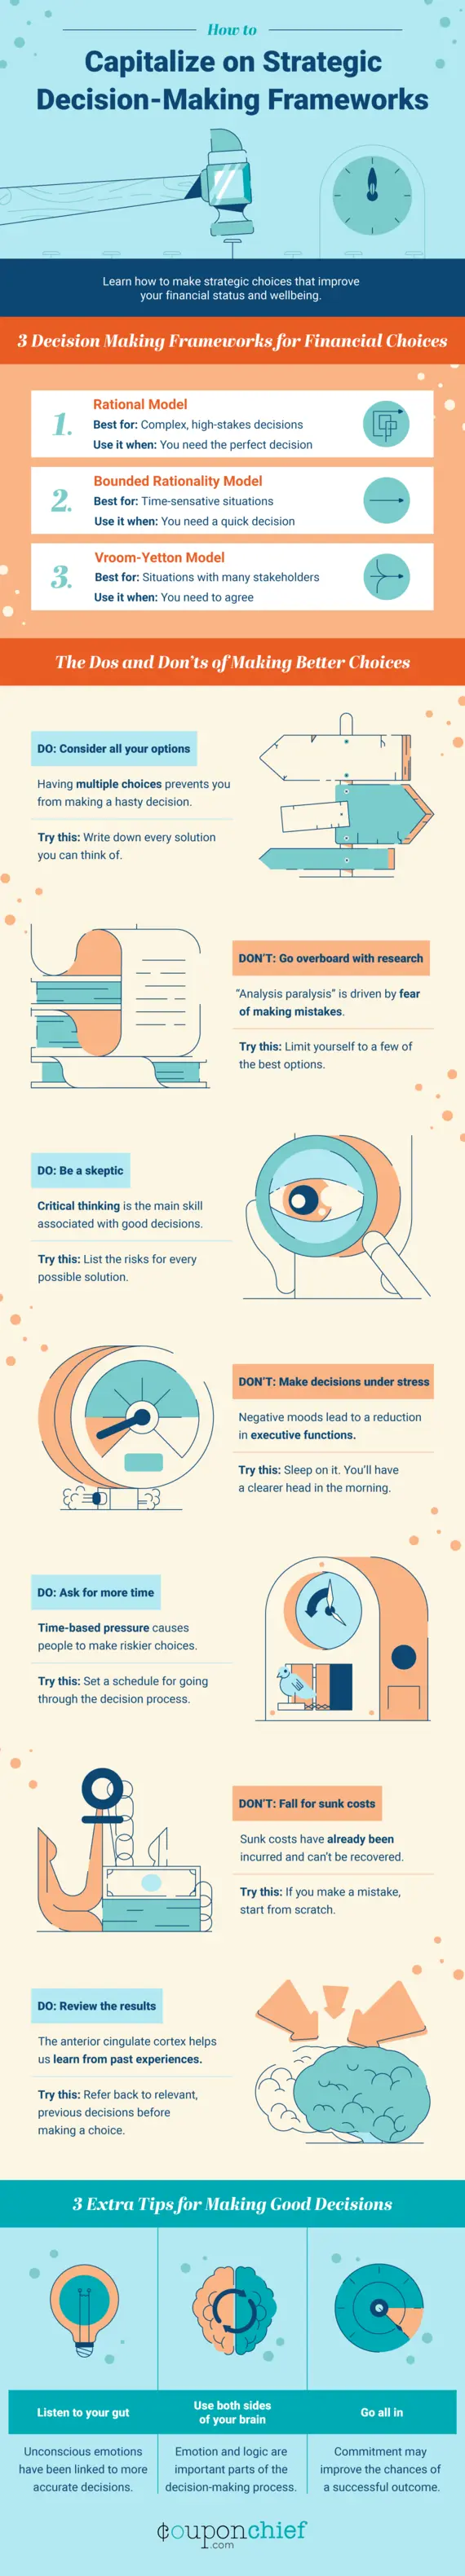 How to
Capitalize on Strategic
Decision-Making Frameworks
Learn how to make strategic choices that improve
your financial status and wellbeing.
3 Decision Making Frameworks for Financial Choices
1.
Rational Model
Best for: Complex, high-stakes decisions
Use it when: You need the perfect decision
2.
Bounded Rationality Model
Best for: Time-sensative situations
Use it when: You need a quick decision
3.
Vroom-Yetton Model
Best for: Situations with many stakeholders
Use it when: You need to agree
The Dos and Don'ts of Making Better Choices
DO: Consider all your options
Having multiple choices prevents you
from making a hasty decision.
Try this: Write down every solution
you can think of.
DON'T: Go overboard with research
“Analysis paralysis” is driven by fear
of making mistakes.
Try this: Limit yourself to a few of
the best options.
DO: Be a skeptic
Critical thinking is the main skill
associated with good decisions.
Try this: List the risks for every
possible solution.
DON'T: Make decisions under stress
Negative moods lead to a reduction
in executive functions.
Try this: Sleep on it. You'll have
a clearer head in the morning.
DO: Ask for more time
Time-based pressure causes
people to make riskier choices.
Try this: Set a schedule for going
through the decision process.
DON'T: Fall for sunk costs
Sunk costs have already been
incurred and can't be recovered.
Try this: If you make a mistake,
start from scratch.
DO: Review the results
The anterior cingulate cortex helps
us learn from past experiences.
Try this: Refer back to relevant,
previous decisions before
making a choice.
3 Extra Tips for Making Good Decisions
Listen to your gut
Unconscious emotions
have been linked to more
accurate decisions.
Use both sides
of your brain
Emotion and logic are
important parts of the
decision-making process.
Go all in
Commitment may
improve the chances of
a successful outcome.
couponchief
.com